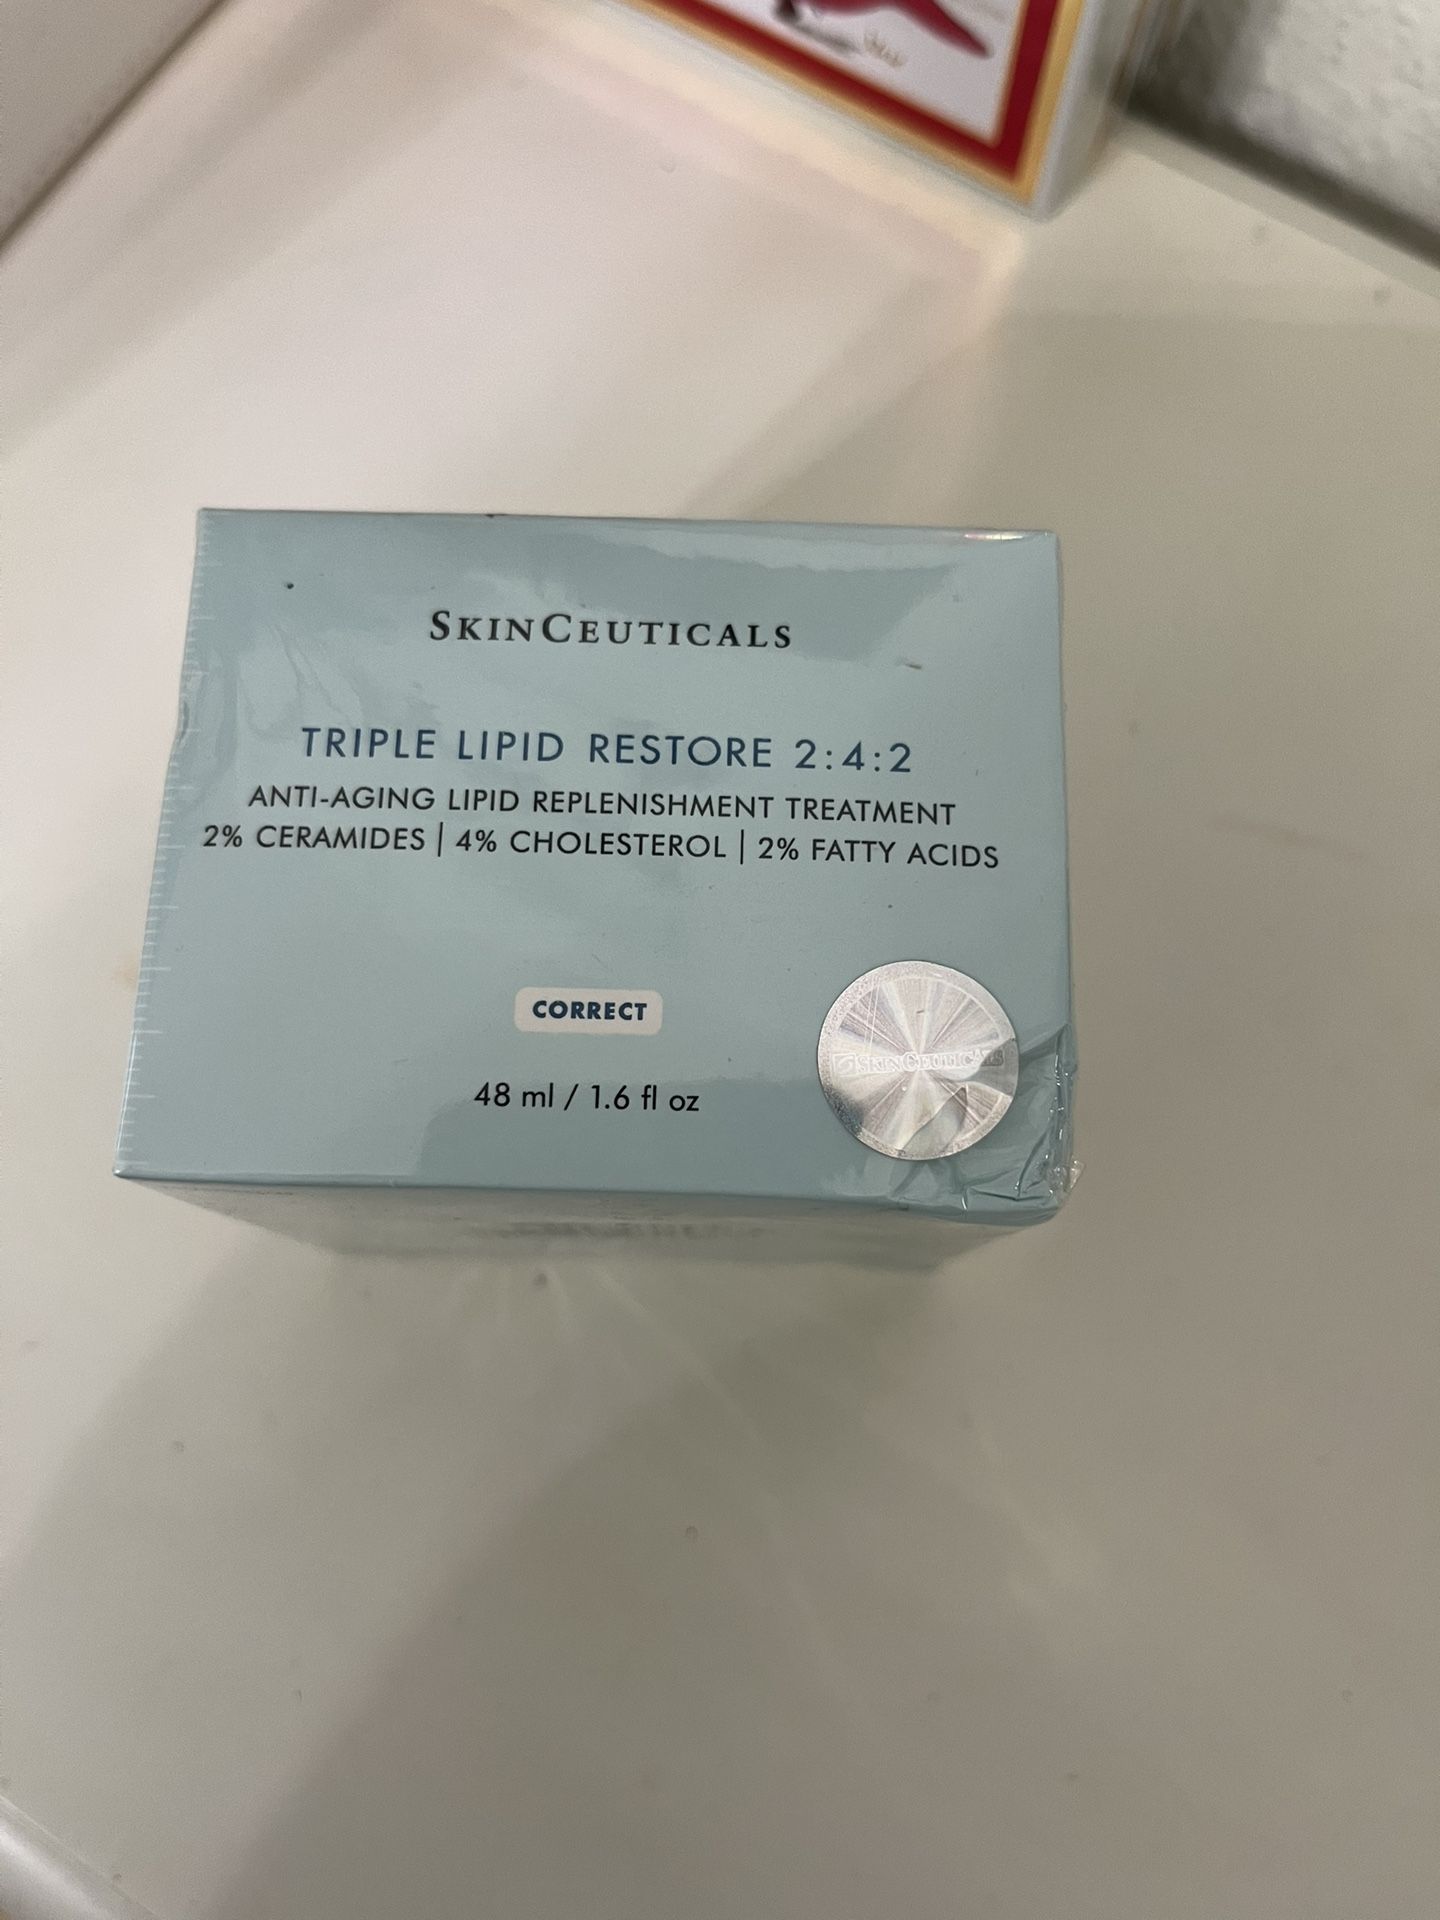 SKINCEUTICALS
TRIPLE LIPID RESTORE 2:4:2
ANTI-AGING LIPID REPLENISHMENT TREATMENT
2% CERAMIDES | 4% CHOLESTEROL | 2% FATTY ACIDS
CORRECT
48 ml / 1.6 fl oz
SKINCEUTICALS